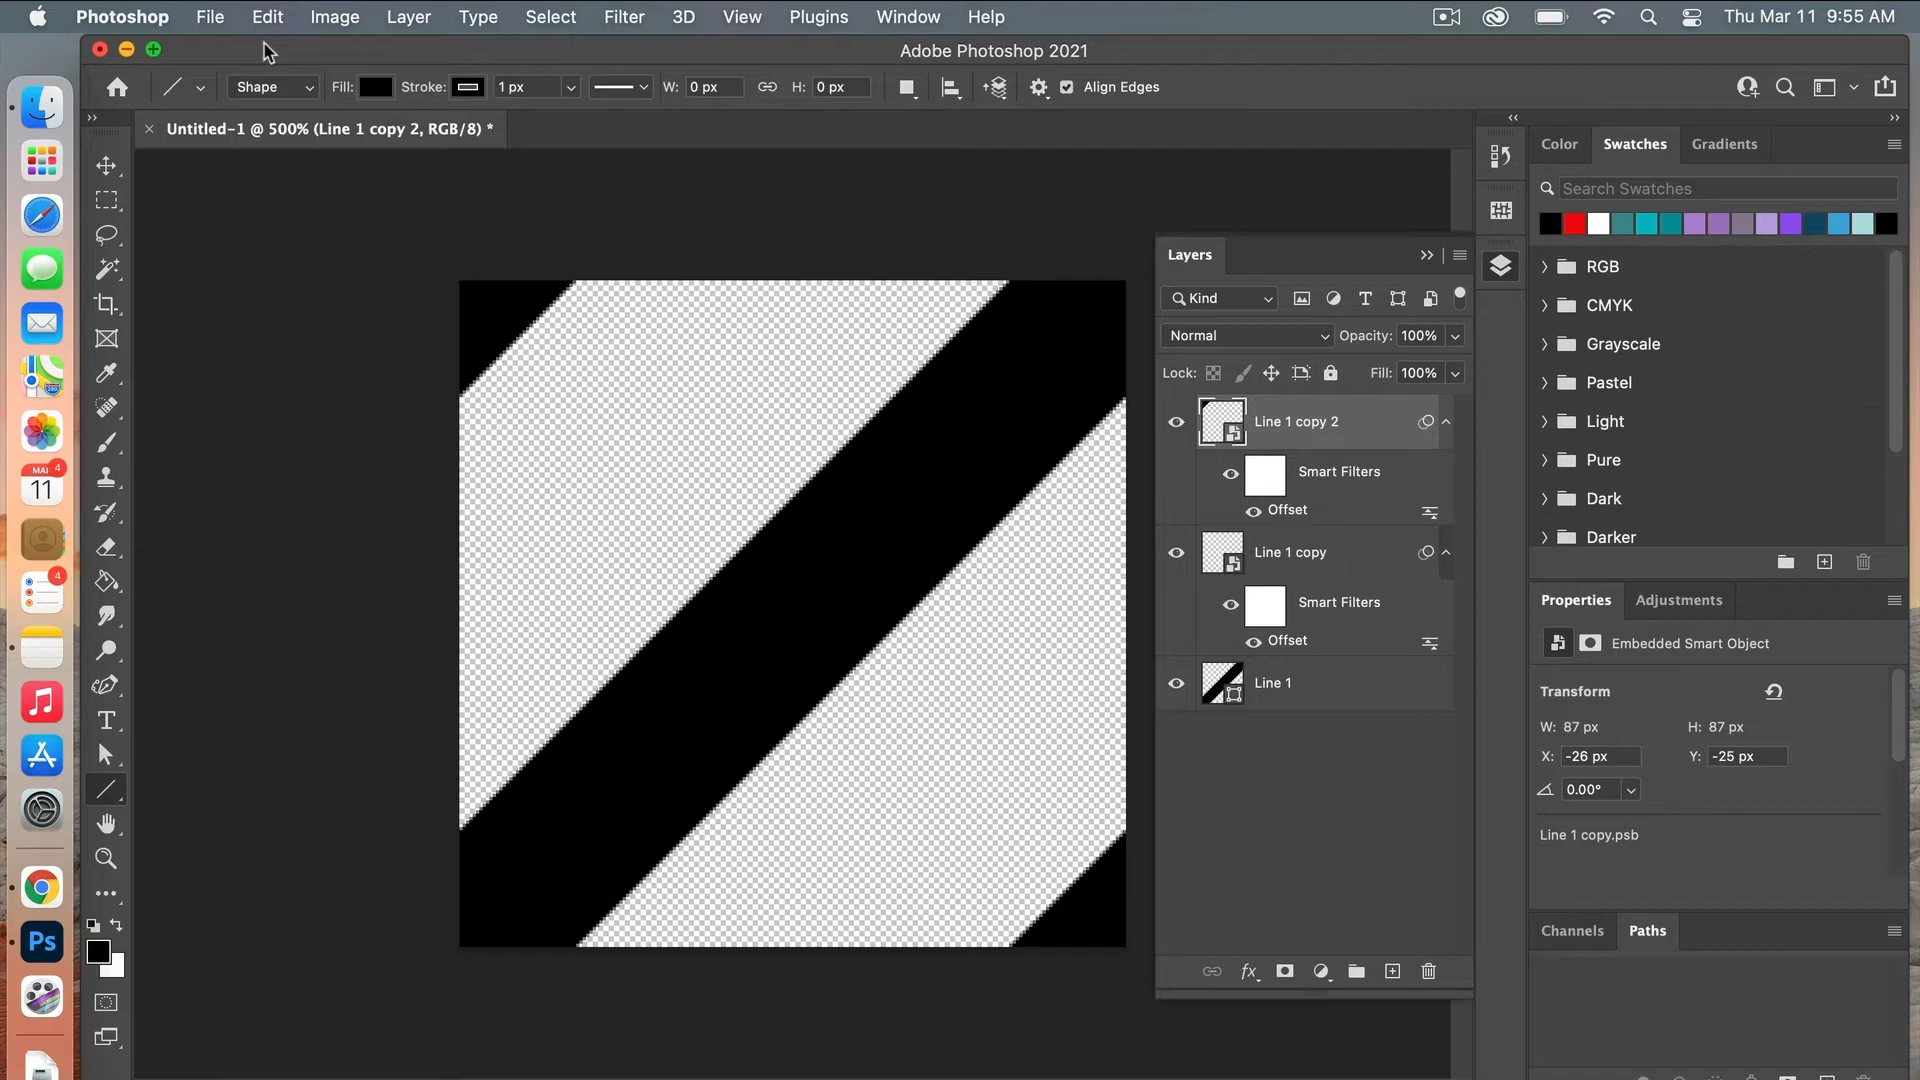 Photoshop File Edit Image Layer Type Select Filter 3D View Plugins Window Help Thu Mar 11 9:55 AM
Adobe Photoshop 2021
Shape Fill: Stroke: 1 px W: 0 px H: 0 px Align Edges
Untitled-1 @ 500% (Line 1 copy 2, RGB/8) *
Color Swatches Gradients
Search Swatches
RGB
CMYK
Grayscale
Pastel
Light
Pure
Dark
Darker
Layers
Kind
Normal Opacity: 100%
Lock: Fill: 100%
Line 1 copy 2
Smart Filters
Offset
Line 1 copy
Smart Filters
Offset
Line 1
fx
Properties Adjustments
Embedded Smart Object
Transform
W: 87 px H: 87 px
X: -26 px Y: -25 px
0.00°
Line 1 copy.psb
Channels Paths
4
11
4
Ps